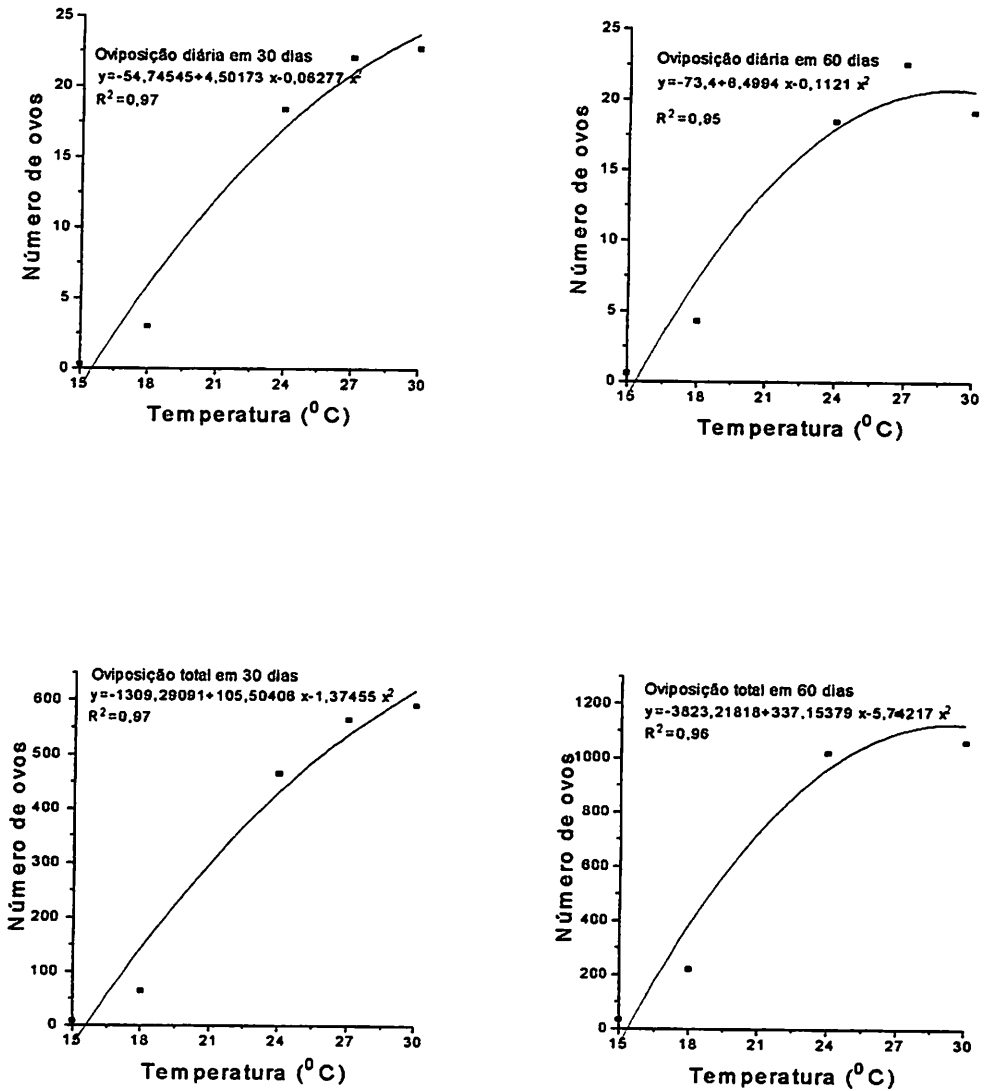 Oviposição diária em 30 dias
y=-54,74545+4,50173 x-0,06277 x²
R²=0,97
Número de ovos
25
20
15
10
5
0
15
18
21
24
27
30
Temperatura (⁰C)
Oviposição diária em 60 dias
y=-73,4+6,4994 x-0,1121 x²
R²=0,95
Número de ovos
25
20
15
10
5
0
15
18
21
24
27
30
Temperatura (⁰C)
Oviposição total em 30 dias
y=-1309,29091+105,50406 x-1,37455 x²
R²=0,97
Número de ovos
600
500
400
300
200
100
0
15
18
21
24
27
30
Temperatura (⁰C)
Oviposição total em 60 dias
y=-3823,21818+337,15379 x-5,74217 x²
R²=0,96
Número de ovos
1200
1000
800
600
400
200
0
15
18
21
24
27
30
Temperatura (⁰C)